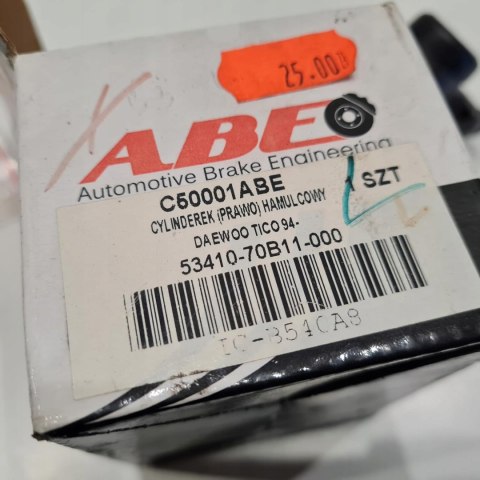 25.00
ABE
Automotive Brake Engineering
C50001ABE
CYLINDEREK (PRAWO) HAMULCOWY
1 SZT
DAEWOO TICO 94-
53410-70B11-000